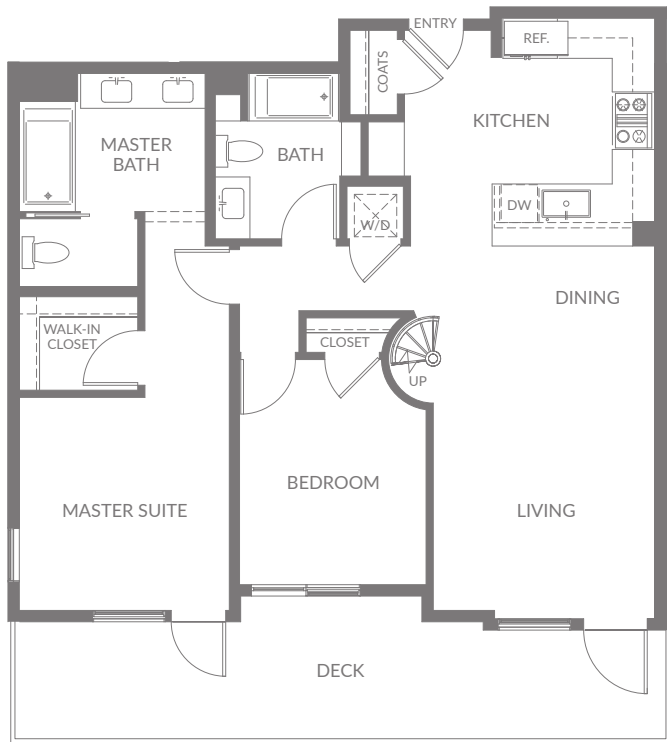 ENTRY
REF.
COATS
KITCHEN
MASTER
BATH
BATH
DW
W/D
DINING
WALK-IN
CLOSET
CLOSET
UP
BEDROOM
MASTER SUITE
LIVING
DECK